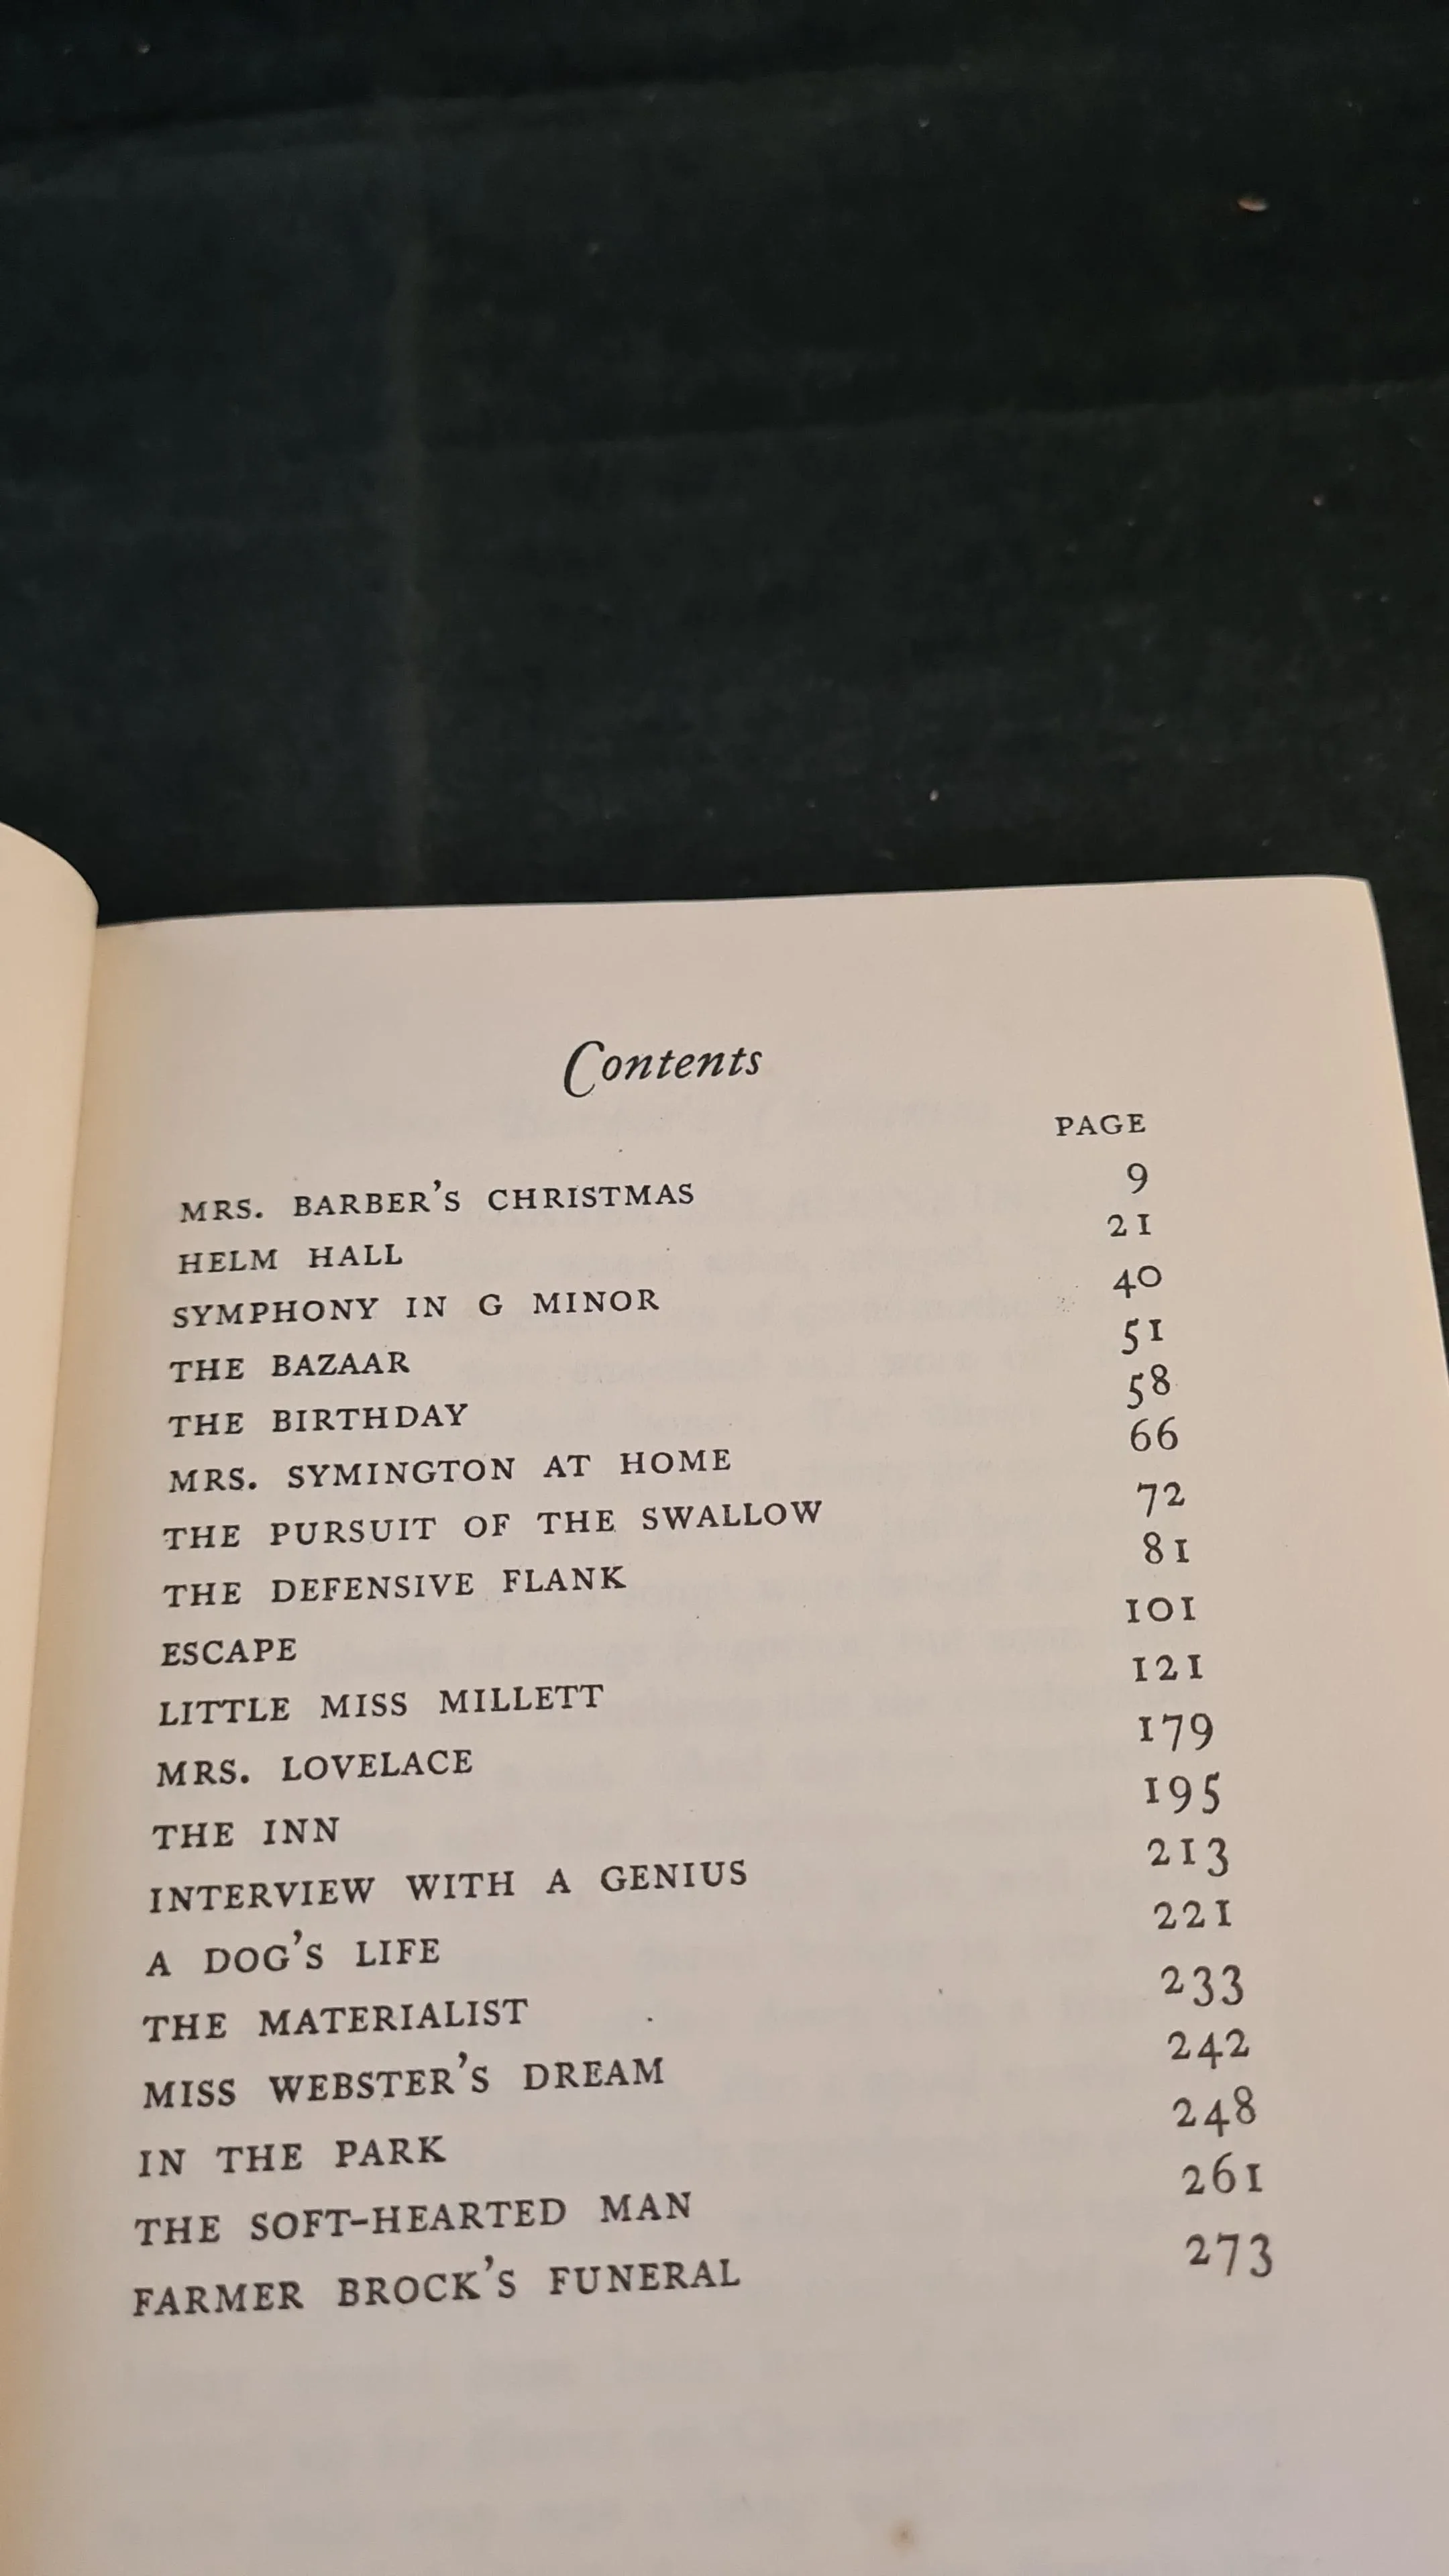 Contents
PAGE
MRS. BARBER'S CHRISTMAS 9
HELM HALL 21
SYMPHONY IN G MINOR 40
THE BAZAAR 51
THE BIRTHDAY 58
MRS. SYMINGTON AT HOME 66
THE PURSUIT OF THE SWALLOW 72
THE DEFENSIVE FLANK 81
ESCAPE 101
LITTLE MISS MILLETT 121
MRS. LOVELACE 179
THE INN 195
INTERVIEW WITH A GENIUS 213
A DOG'S LIFE 221
THE MATERIALIST 233
MISS WEBSTER'S DREAM 242
IN THE PARK 248
THE SOFT-HEARTED MAN 261
FARMER BROCK'S FUNERAL 273